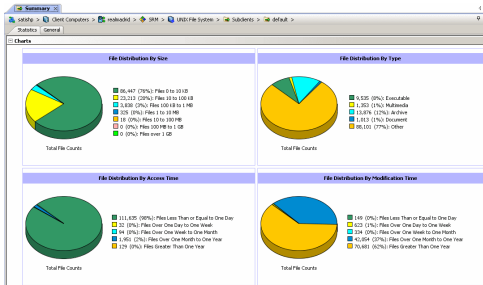 Summary
satishp > Client Computers > realmadrid > SRM > UNIX File System > Subclients > default >
Statistics General
Charts
File Distribution By Size
86,447 (76%): Files 0 to 10 kB
23,213 (20%): Files 10 to 100 kB
3,838 (3%): Files 100 kB to 1 MB
325 (0%): Files 1 to 10 MB
18 (0%): Files 10 to 100 MB
0 (0%): Files 100 MB to 1 GB
0 (0%): Files over 1 GB
Total File Counts
File Distribution By Type
9,535 (8%): Executable
1,353 (1%): Multimedia
13,876 (12%): Archive
1,013 (1%): Document
88,101 (77%): Other
Total File Counts
File Distribution By Access Time
111,635 (98%): Files Less Than or Equal to One Day
32 (0%): Files Over One Day to One Week
94 (0%): Files Over One Week to One Month
1,951 (2%): Files Over One Month to One Year
129 (0%): Files Greater Than One Year
Total File Counts
File Distribution By Modification Time
149 (0%): Files Less Than or Equal to One Day
623 (1%): Files Over One Day to One Week
334 (0%): Files Over One Week to One Month
42,054 (37%): Files Over One Month to One Year
70,681 (62%): Files Greater Than One Year
Total File Counts